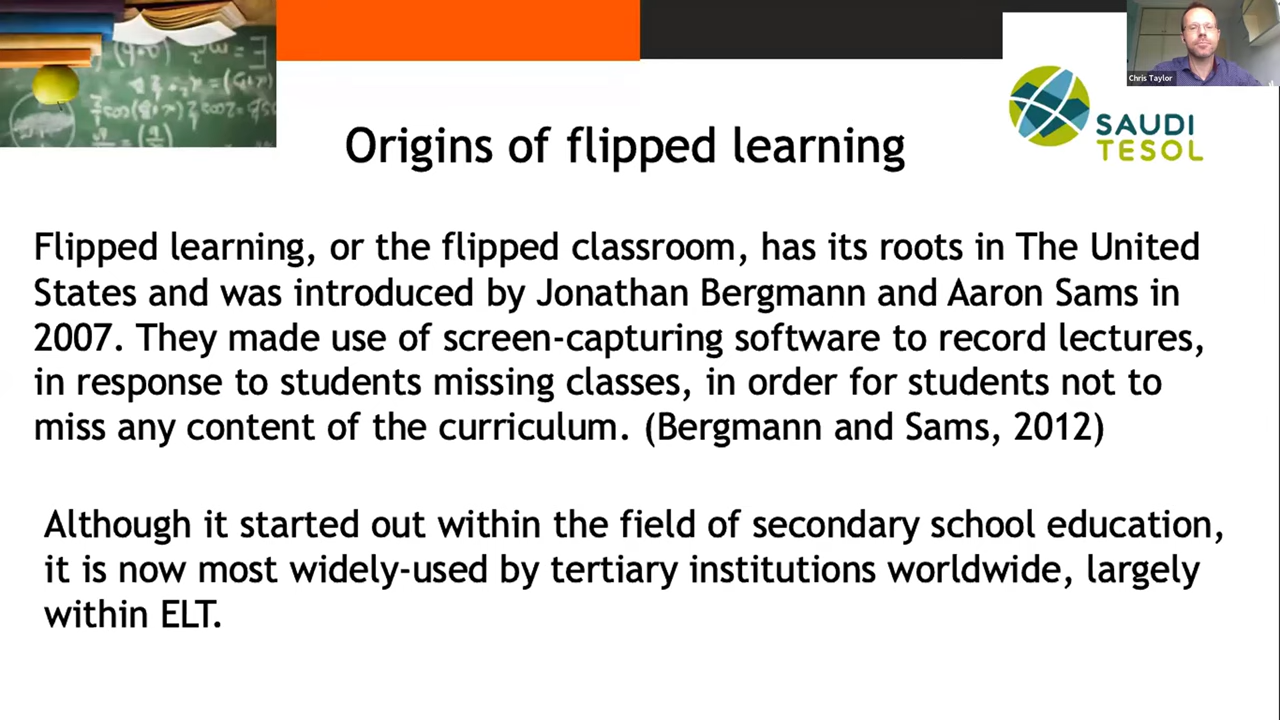 Chris Taylor
SAUDI
TESOL
Origins of flipped learning
Flipped learning, or the flipped classroom, has its roots in The United
States and was introduced by Jonathan Bergmann and Aaron Sams in
2007. They made use of screen-capturing software to record lectures,
in response to students missing classes, in order for students not to
miss any content of the curriculum. (Bergmann and Sams, 2012)
Although it started out within the field of secondary school education,
it is now most widely-used by tertiary institutions worldwide, largely
within ELT.